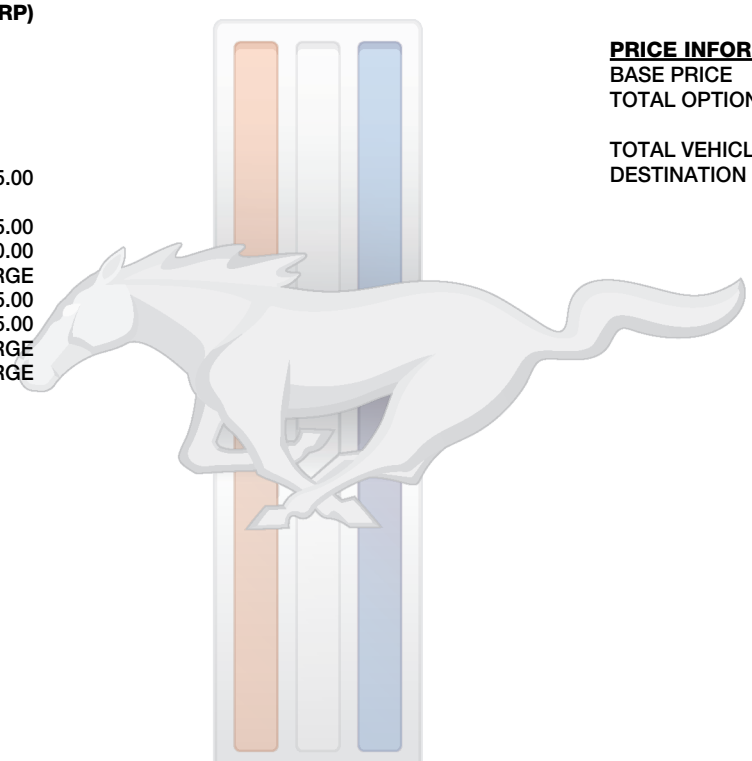 RP)
5.00
5.00
0.00
RGE
5.00
5.00
RGE
RGE
PRICE INFOR
BASE PRICE
TOTAL OPTION
TOTAL VEHICL
DESTINATION